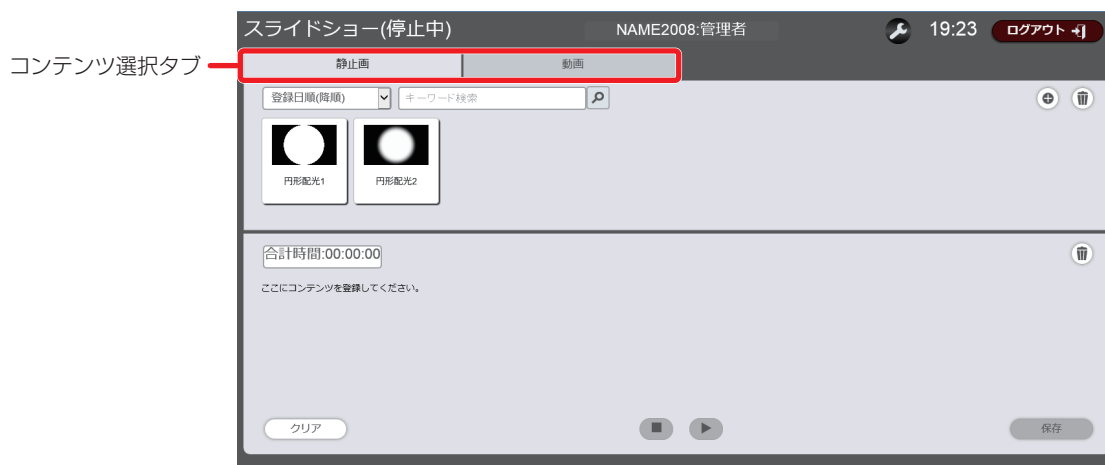 スライドショー(停止中)
NAME2008:管理者
19:23
ログアウト
コンテンツ選択タブ
静止画
動画
登録日順(降順)
キーワード検索
円形配光1
円形配光2
合計時間:00:00:00
ここにコンテンツを登録してください。
クリア
保存